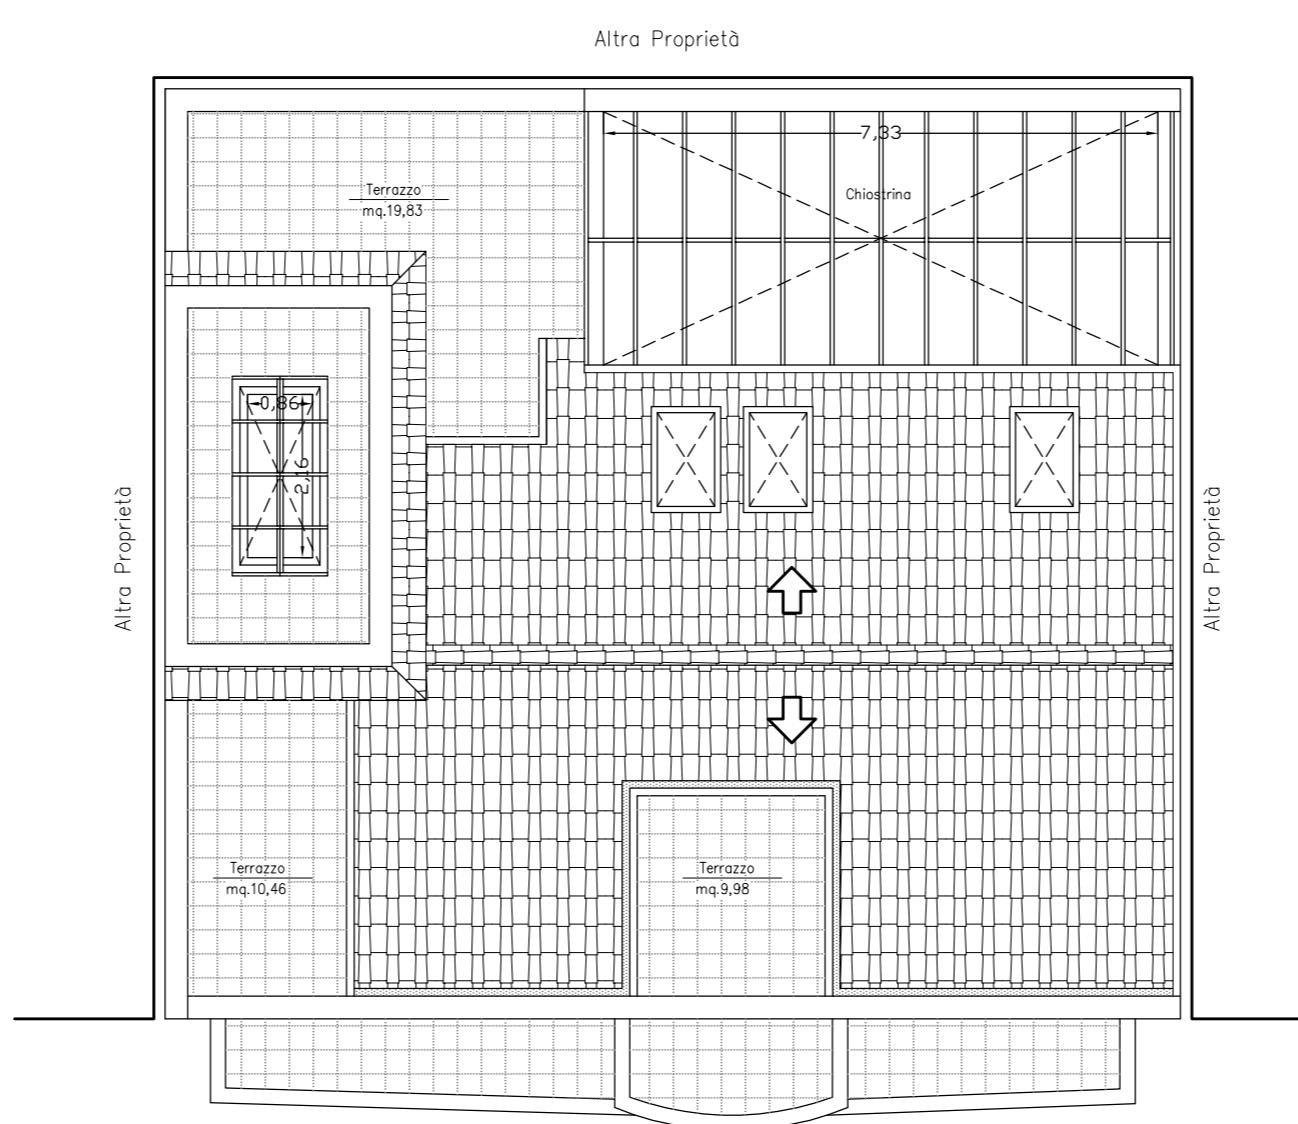 Altra Proprietà
7,33
Terrazzo
mq.19,83
Chiostrina
0,86
2,16
Altra Proprietà
Altra Proprietà
Terrazzo
mq.10,46
Terrazzo
mq.9,98